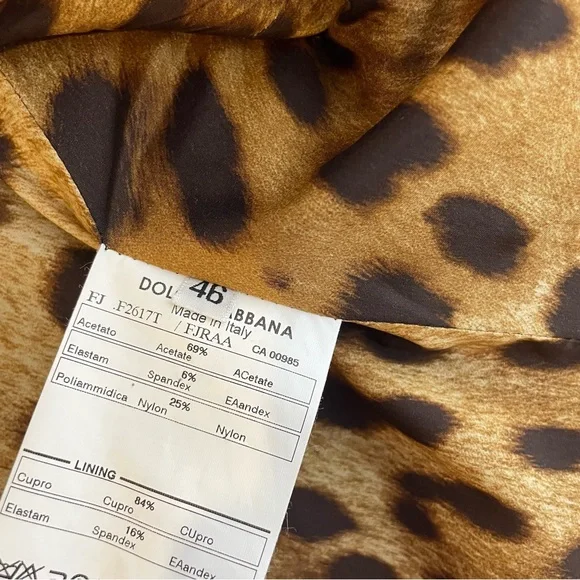 46
DOL ABBANA
Made in Italy
FJ .F2617T / FJRAA CA 00985
Acetato 69% Acetate ACetate
Elastam 6% Spandex EAandex
Poliammidica Nylon 25% Nylon
LINING
Cupro 84% Cupro CUpro
Elastam 16% Spandex EAandex